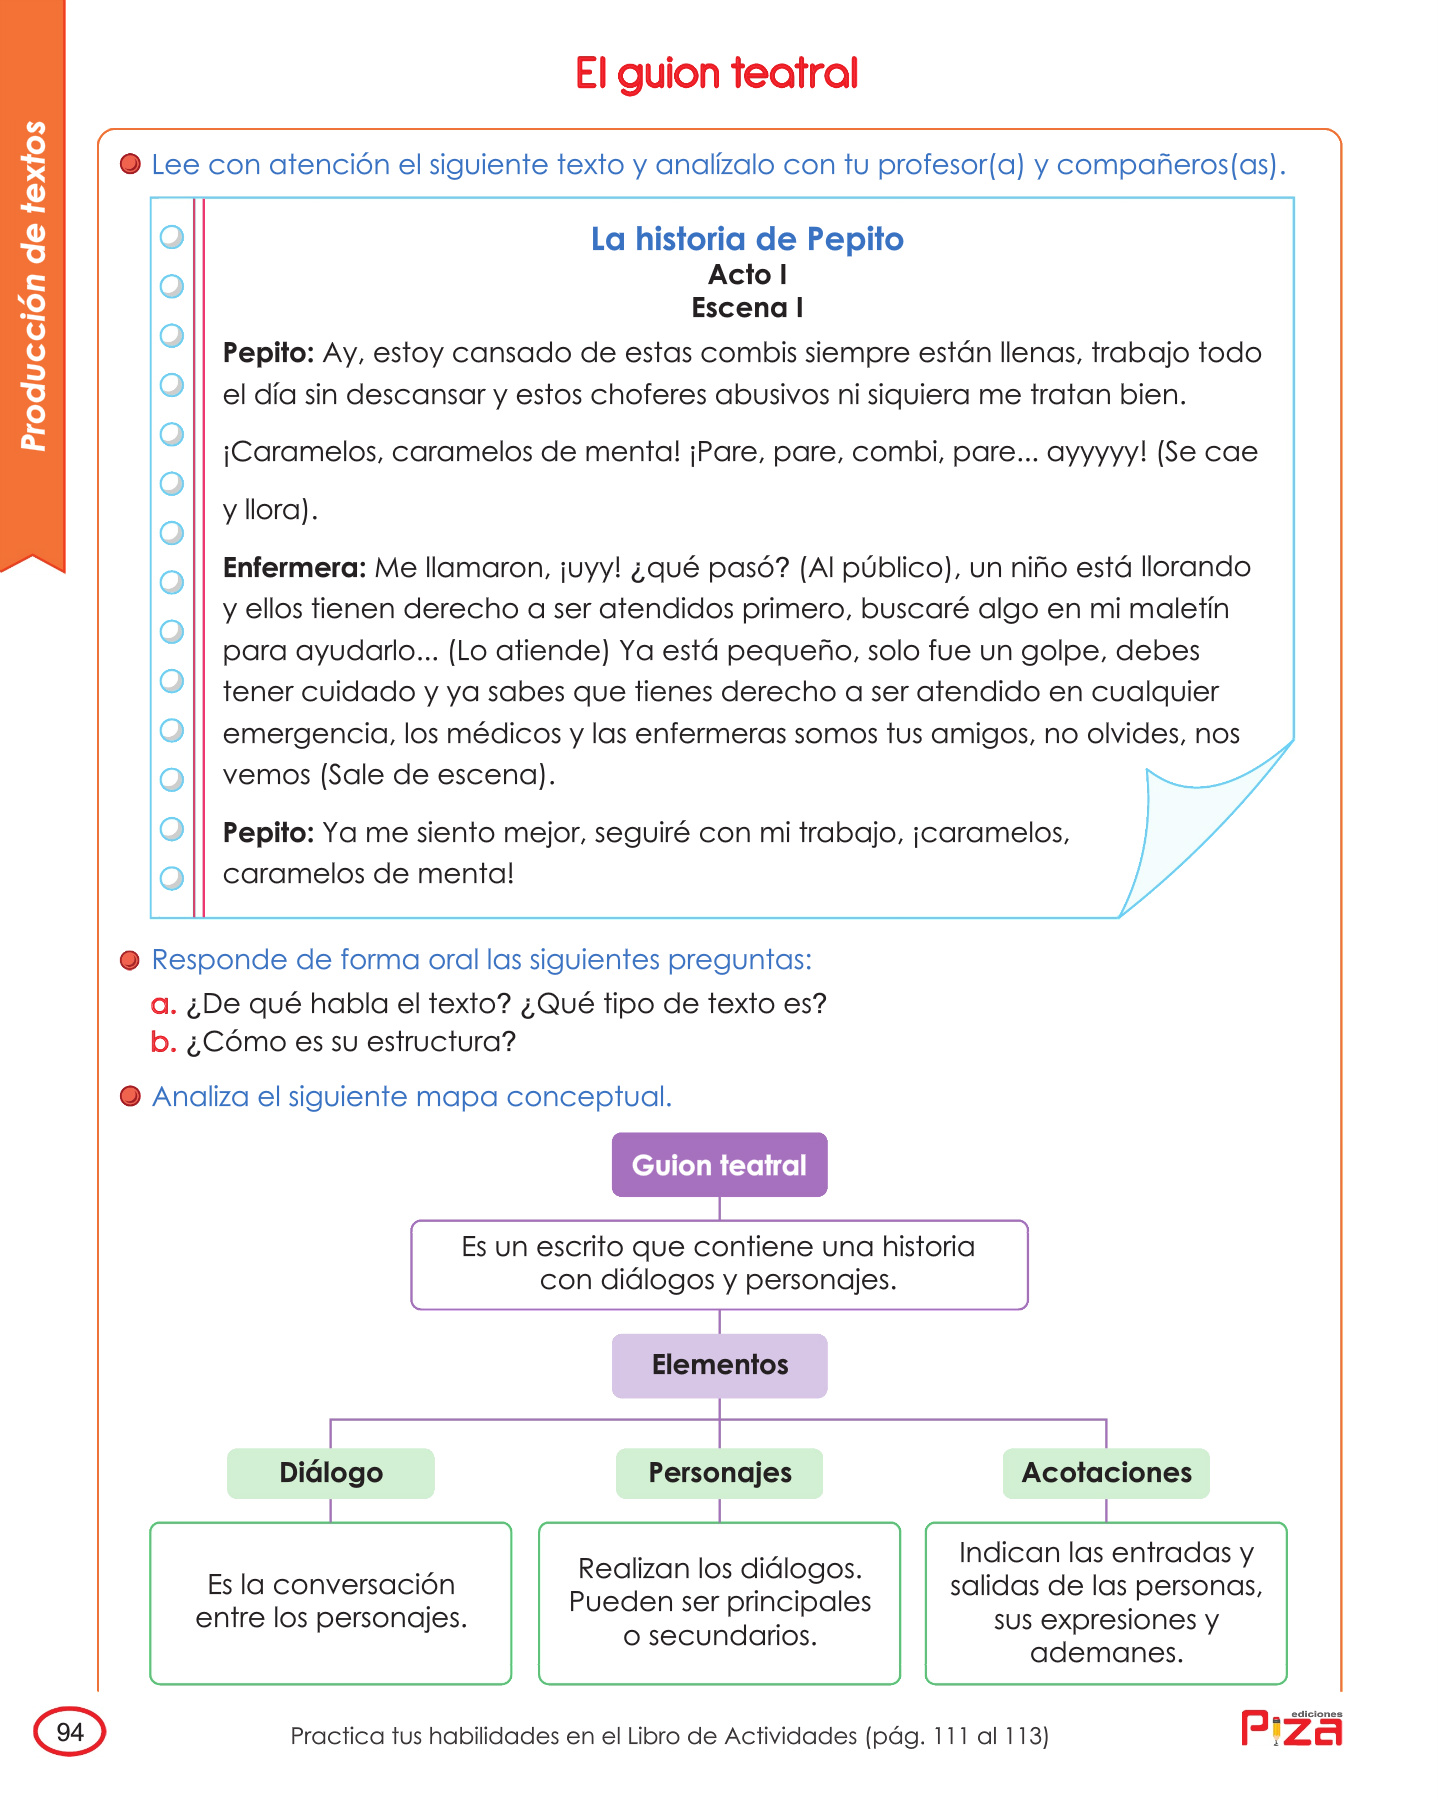 El guion teatral
Producción de textos
Lee con atención el siguiente texto y analízalo con tu profesor(a) y compañeros(as).
La historia de Pepito
Acto I
Escena I
Pepito: Ay, estoy cansado de estas combis siempre están llenas, trabajo todo
el día sin descansar y estos choferes abusivos ni siquiera me tratan bien.
¡Caramelos, caramelos de menta! ¡Pare, pare, combi, pare... ayyyyy! (Se cae
y llora).
Enfermera: Me llamaron, ¡uyy! ¿qué pasó? (Al público), un niño está llorando
y ellos tienen derecho a ser atendidos primero, buscaré algo en mi maletín
para ayudarlo... (Lo atiende) Ya está pequeño, solo fue un golpe, debes
tener cuidado y ya sabes que tienes derecho a ser atendido en cualquier
emergencia, los médicos y las enfermeras somos tus amigos, no olvides, nos
vemos (Sale de escena).
Pepito: Ya me siento mejor, seguiré con mi trabajo, ¡caramelos,
caramelos de menta!
Responde de forma oral las siguientes preguntas:
a. ¿De qué habla el texto? ¿Qué tipo de texto es?
b. ¿Cómo es su estructura?
Analiza el siguiente mapa conceptual.
Guion teatral
Es un escrito que contiene una historia
con diálogos y personajes.
Elementos
Diálogo
Es la conversación
entre los personajes.
Personajes
Realizan los diálogos.
Pueden ser principales
o secundarios.
Acotaciones
Indican las entradas y
salidas de las personas,
sus expresiones y
ademanes.
94
Practica tus habilidades en el Libro de Actividades (pág. 111 al 113)
ediciones
Piza